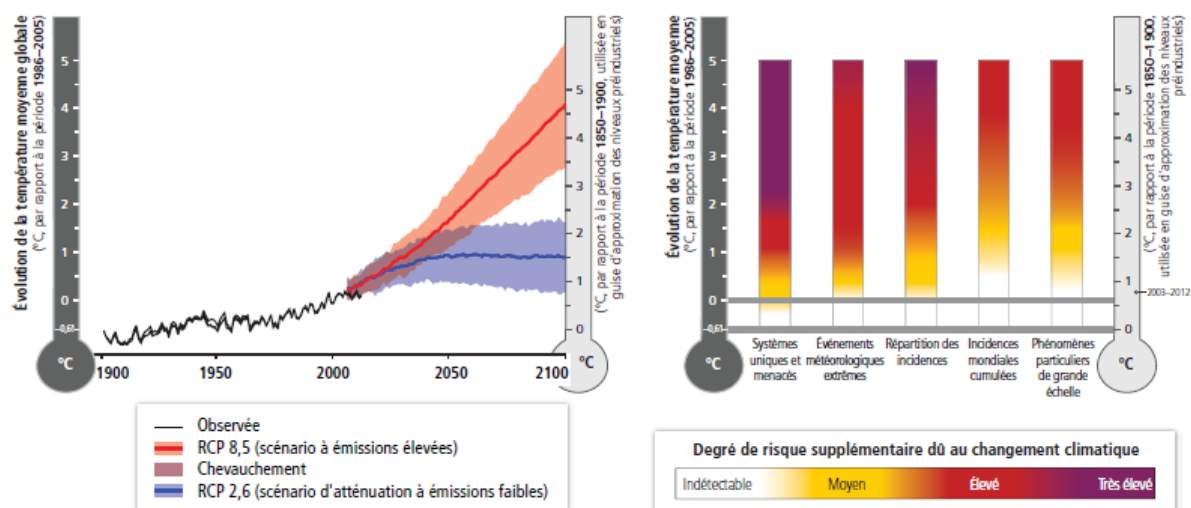 Évolution de la température moyenne globale
(°C, par rapport à la période 1986–2005)
5
4
3
2
1
0
–0,61
°C
5
4
3
2
1
0
°C
(°C, par rapport à la période 1850–1900, utilisée en
guise d'approximation des niveaux préindustriels)
1900
1950
2000
2050
2100
Observée
RCP 8,5 (scénario à émissions élevées)
Chevauchement
RCP 2,6 (scénario d'atténuation à émissions faibles)
Évolution de la température moyenne
(°C, par rapport à la période 1986–2005)
5
4
3
2
1
0
–0,61
°C
5
4
3
2
1
0
°C
2003–2012
(°C, par rapport à la période 1850–1 900,
utilisée en guise d'approximation des niveaux
préindustriels)
Systèmes
uniques et
menacés
Événements
météorologiques
extrêmes
Répartition des
incidences
Incidences
mondiales
cumulées
Phénomènes
particuliers
de grande
échelle
Degré de risque supplémentaire dû au changement climatique
Indétectable
Moyen
Élevé
Très élevé